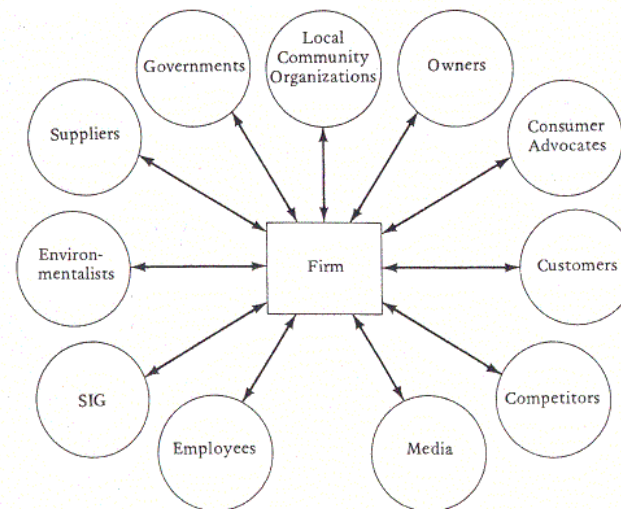 Local
Community
Organizations
Governments
Owners
Suppliers
Consumer
Advocates
Environ-
mentalists
Firm
Customers
SIG
Competitors
Employees
Media